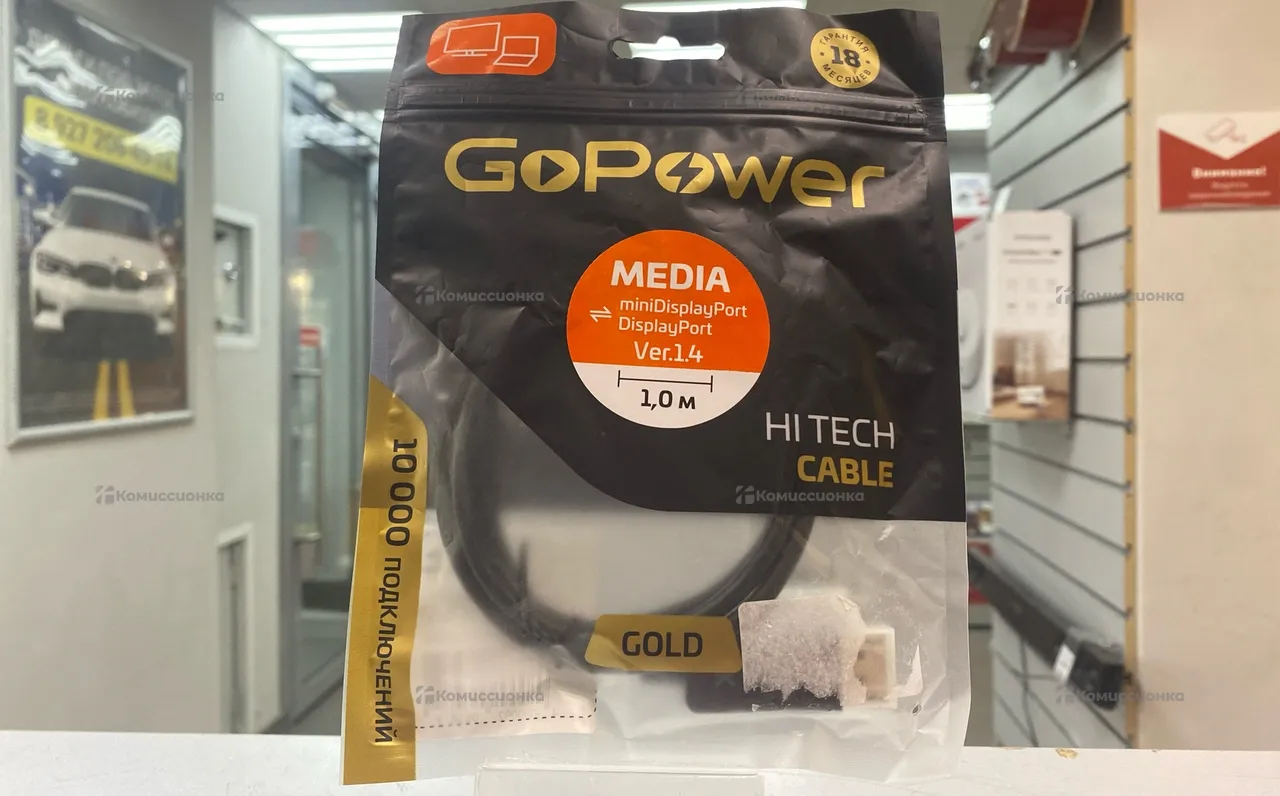 ГАРАНТИЯ
18
МЕСЯЦЕВ
GoPower
MEDIA
miniDisplayPort
DisplayPort
Ver.1.4
1,0 м
HI TECH
CABLE
10 000 ПОДКЛЮЧЕНИЙ
GOLD
Внимание!
Комиссионка
Комиссионка
Комиссионка
Комиссионка
Комиссионка
Комиссионка
Комиссионка